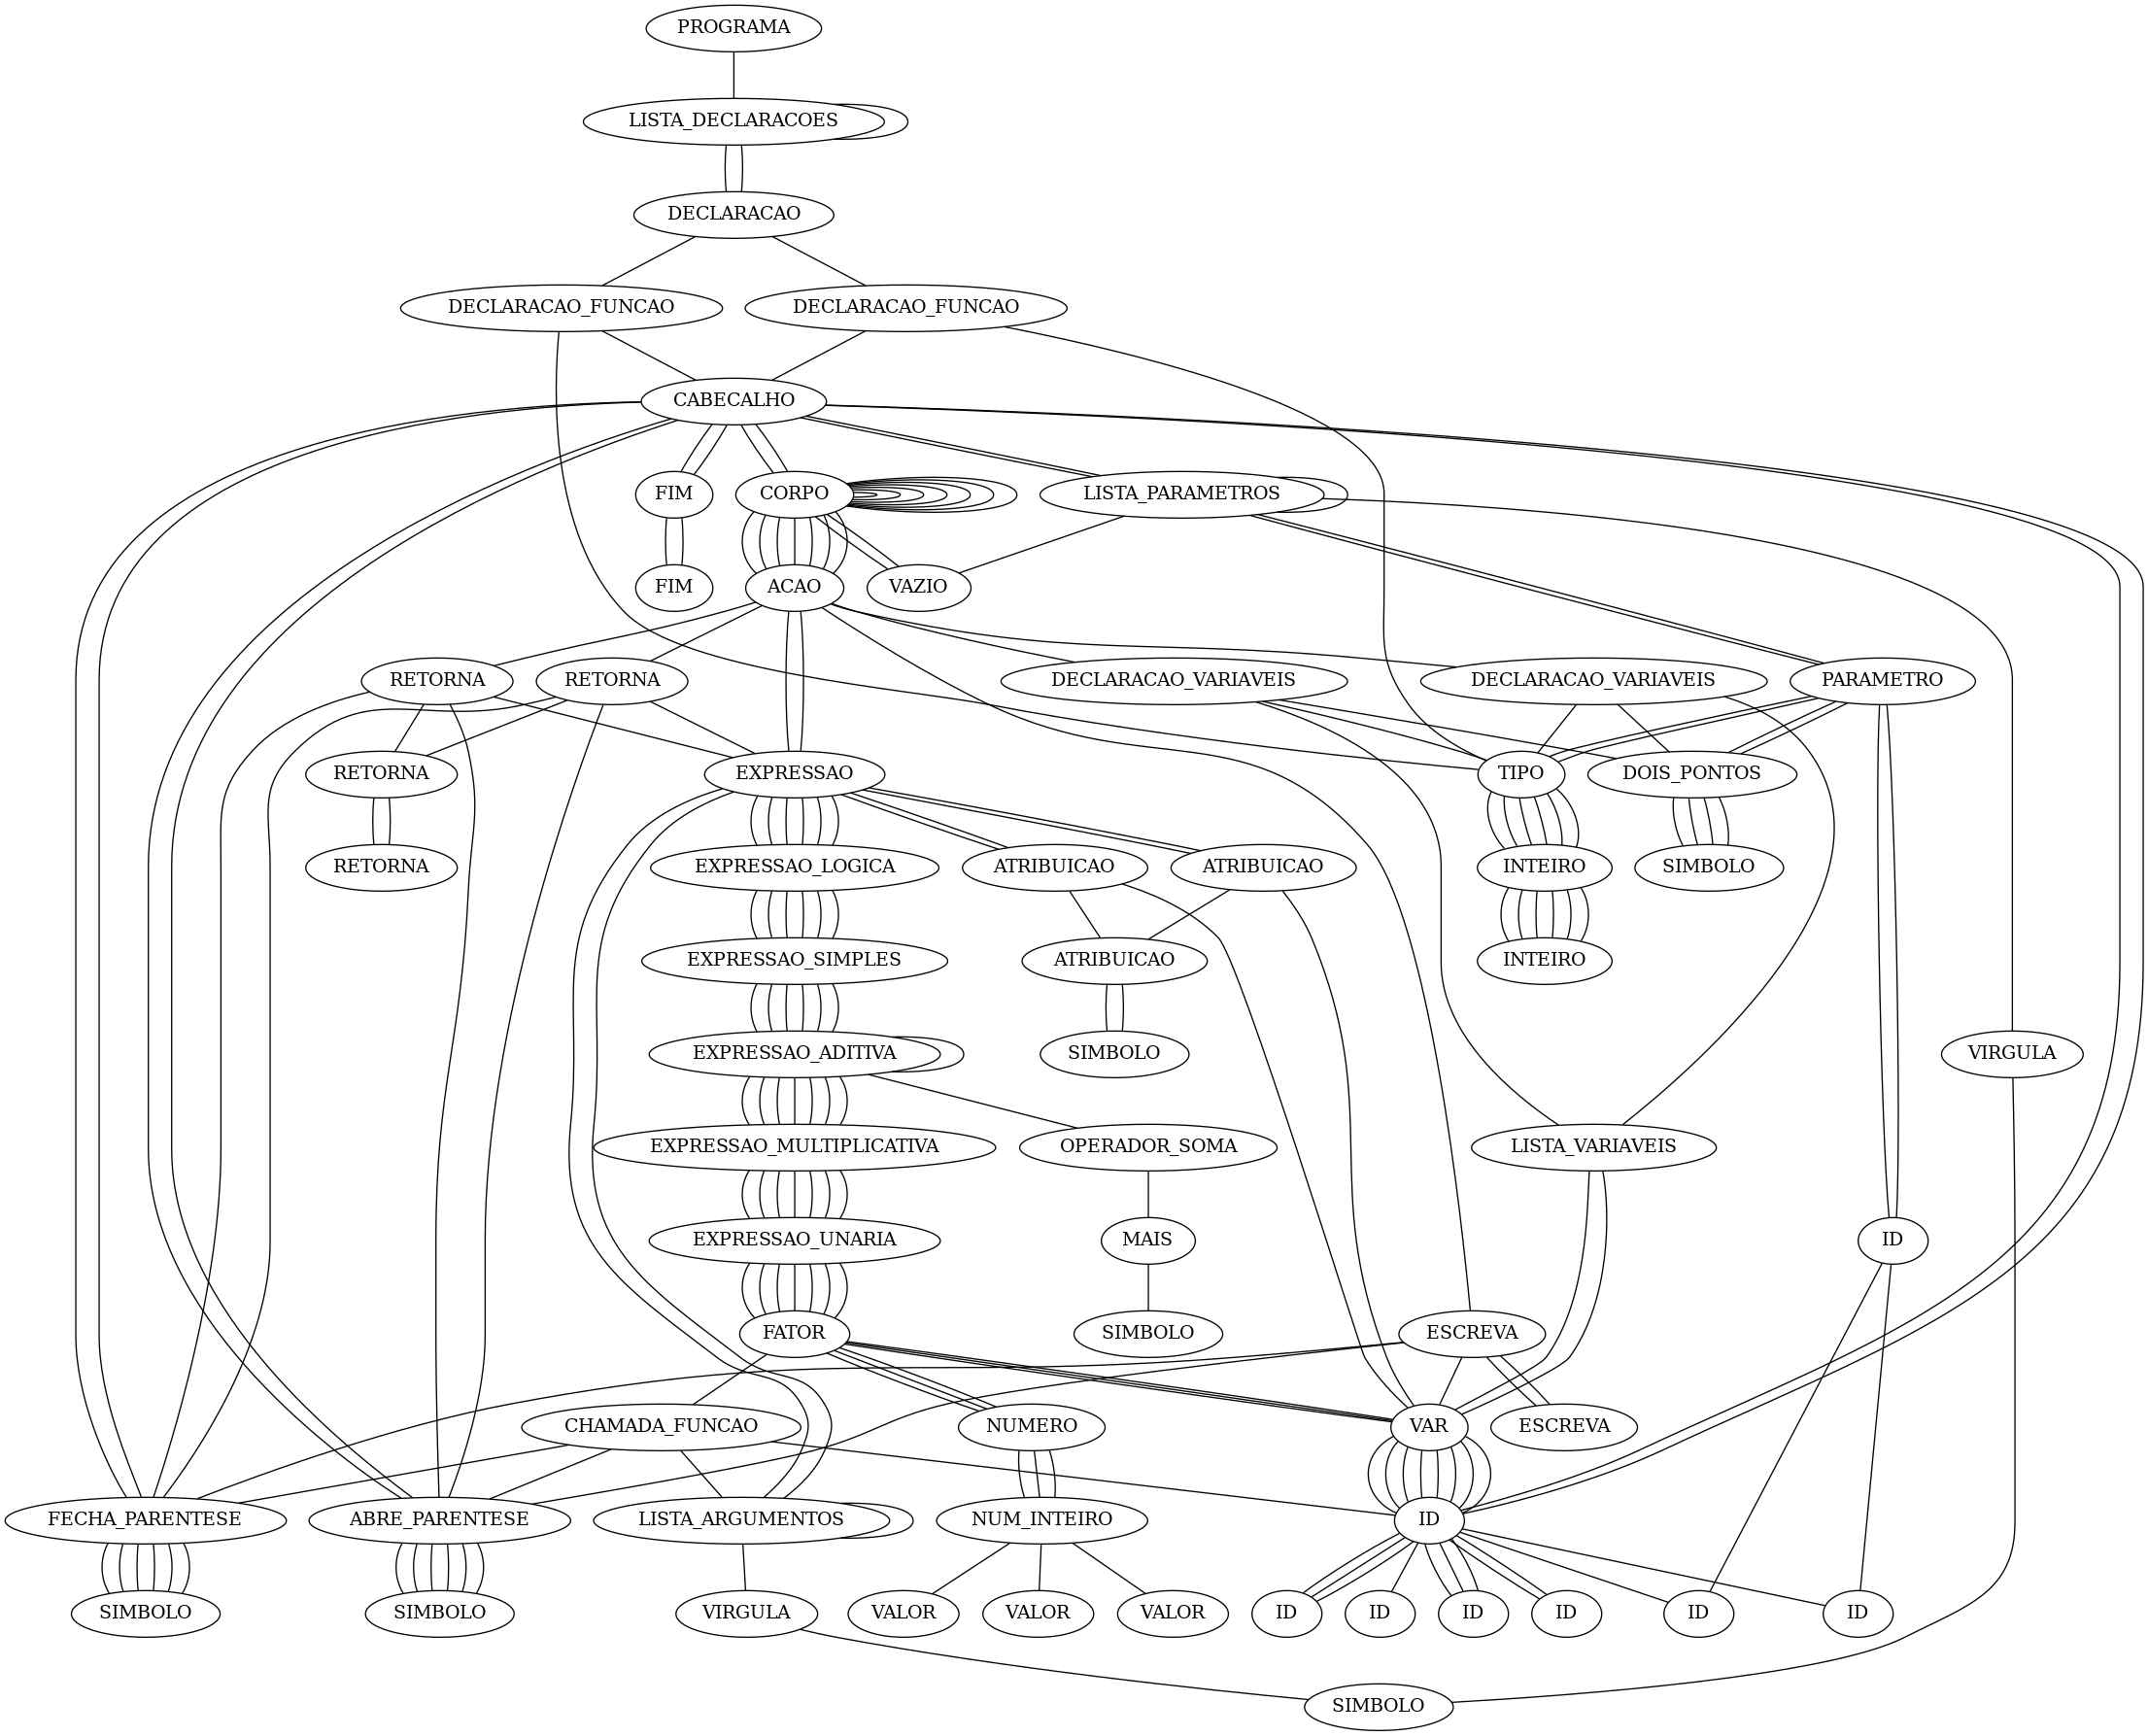 PROGRAMA
LISTA_DECLARACOES
DECLARACAO
DECLARACAO_FUNCAO
DECLARACAO_FUNCAO
CABECALHO
FIM
CORPO
LISTA_PARAMETROS
FIM
ACAO
VAZIO
RETORNA
RETORNA
DECLARACAO_VARIAVEIS
DECLARACAO_VARIAVEIS
PARAMETRO
RETORNA
EXPRESSAO
TIPO
DOIS_PONTOS
RETORNA
EXPRESSAO_LOGICA
ATRIBUICAO
ATRIBUICAO
INTEIRO
SIMBOLO
EXPRESSAO_SIMPLES
ATRIBUICAO
INTEIRO
EXPRESSAO_ADITIVA
SIMBOLO
VIRGULA
EXPRESSAO_MULTIPLICATIVA
OPERADOR_SOMA
LISTA_VARIAVEIS
EXPRESSAO_UNARIA
MAIS
ID
FATOR
SIMBOLO
ESCREVA
CHAMADA_FUNCAO
NUMERO
VAR
ESCREVA
FECHA_PARENTESE
ABRE_PARENTESE
LISTA_ARGUMENTOS
NUM_INTEIRO
ID
SIMBOLO
SIMBOLO
VIRGULA
VALOR
VALOR
VALOR
ID
ID
ID
ID
ID
ID
SIMBOLO